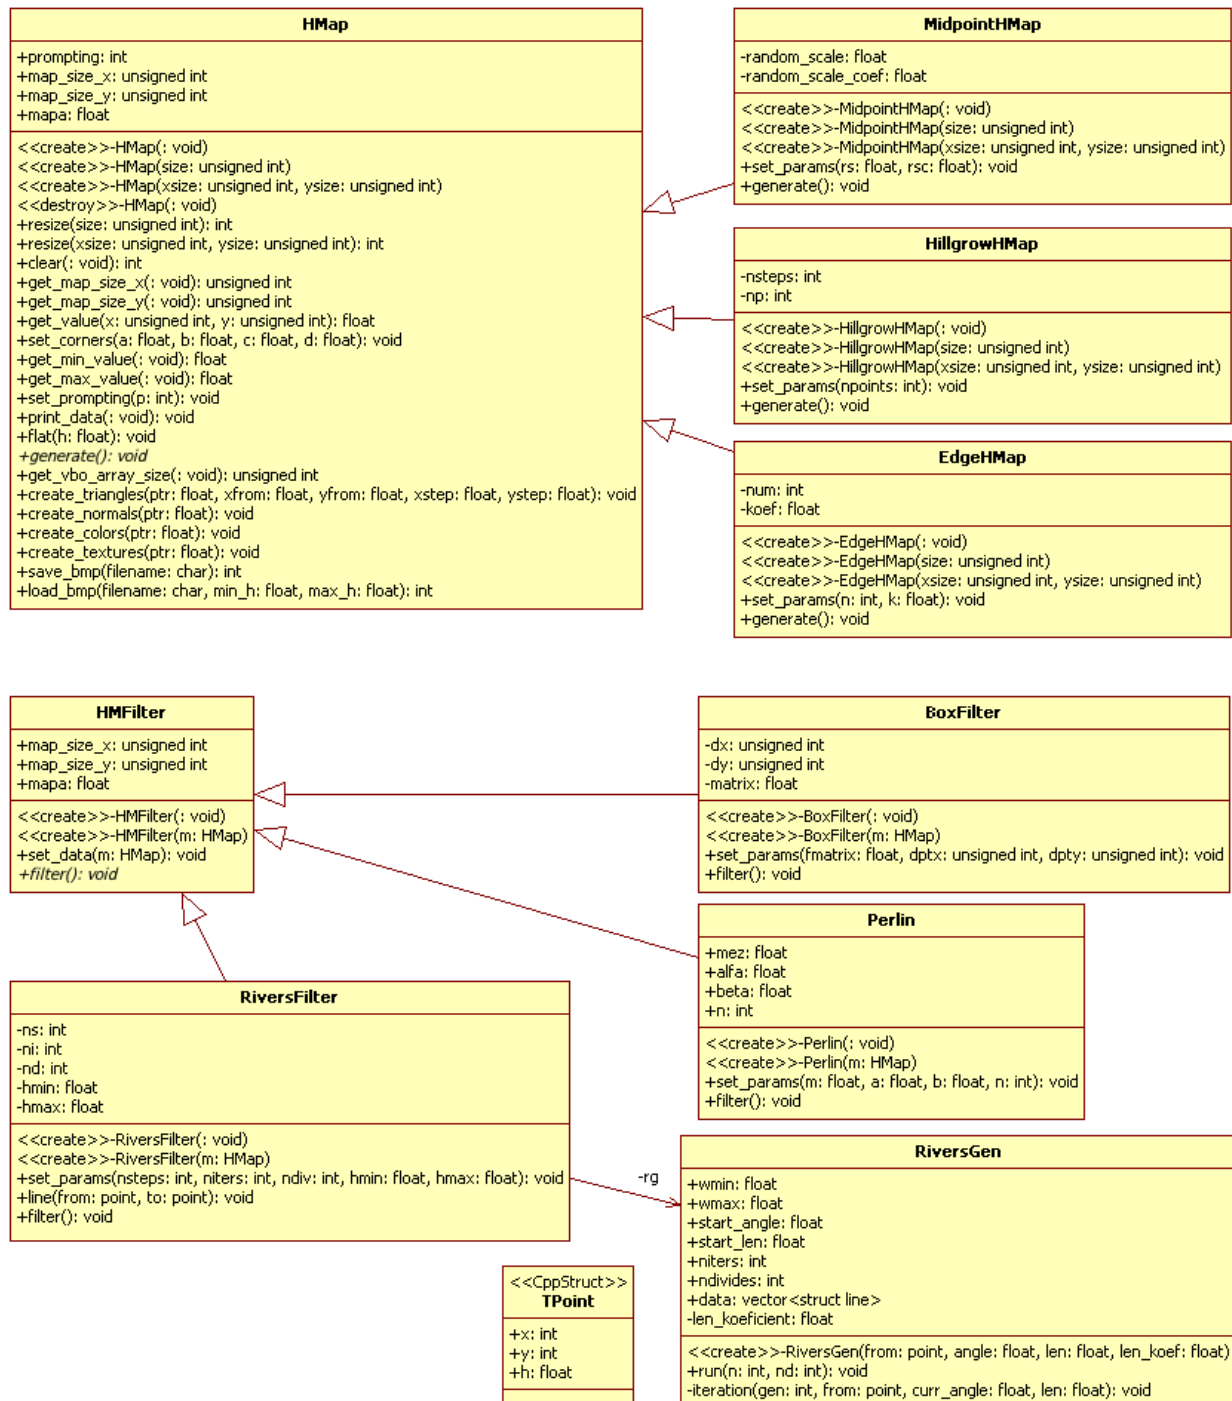 HMap
+prompting: int
+map_size_x: unsigned int
+map_size_y: unsigned int
+mapa: float
<<create>>-HMap(: void)
<<create>>-HMap(size: unsigned int)
<<create>>-HMap(xsize: unsigned int, ysize: unsigned int)
<<destroy>>-HMap(: void)
+resize(size: unsigned int): int
+resize(xsize: unsigned int, ysize: unsigned int): int
+clear(: void): int
+get_map_size_x(: void): unsigned int
+get_map_size_y(: void): unsigned int
+get_value(x: unsigned int, y: unsigned int): float
+set_corners(a: float, b: float, c: float, d: float): void
+get_min_value(: void): float
+get_max_value(: void): float
+set_prompting(p: int): void
+print_data(: void): void
+flat(h: float): void
+generate(): void
+get_vbo_array_size(: void): unsigned int
+create_triangles(ptr: float, xfrom: float, yfrom: float, xstep: float, ystep: float): void
+create_normals(ptr: float): void
+create_colors(ptr: float): void
+create_textures(ptr: float): void
+save_bmp(filename: char): int
+load_bmp(filename: char, min_h: float, max_h: float): int
MidpointHMap
-random_scale: float
-random_scale_coef: float
<<create>>-MidpointHMap(: void)
<<create>>-MidpointHMap(size: unsigned int)
<<create>>-MidpointHMap(xsize: unsigned int, ysize: unsigned int)
+set_params(rs: float, rsc: float): void
+generate(): void
HillgrowHMap
-nsteps: int
-np: int
<<create>>-HillgrowHMap(: void)
<<create>>-HillgrowHMap(size: unsigned int)
<<create>>-HillgrowHMap(xsize: unsigned int, ysize: unsigned int)
+set_params(npoints: int): void
+generate(): void
EdgeHMap
-num: int
-koef: float
<<create>>-EdgeHMap(: void)
<<create>>-EdgeHMap(size: unsigned int)
<<create>>-EdgeHMap(xsize: unsigned int, ysize: unsigned int)
+set_params(n: int, k: float): void
+generate(): void
HMFilter
+map_size_x: unsigned int
+map_size_y: unsigned int
+mapa: float
<<create>>-HMFilter(: void)
<<create>>-HMFilter(m: HMap)
+set_data(m: HMap): void
+filter(): void
BoxFilter
-dx: unsigned int
-dy: unsigned int
-matrix: float
<<create>>-BoxFilter(: void)
<<create>>-BoxFilter(m: HMap)
+set_params(fmatrix: float, dptx: unsigned int, dpty: unsigned int): void
+filter(): void
Perlin
+mez: float
+alfa: float
+beta: float
+n: int
<<create>>-Perlin(: void)
<<create>>-Perlin(m: HMap)
+set_params(m: float, a: float, b: float, n: int): void
+filter(): void
RiversFilter
-ns: int
-ni: int
-nd: int
-hmin: float
-hmax: float
<<create>>-RiversFilter(: void)
<<create>>-RiversFilter(m: HMap)
+set_params(nsteps: int, niters: int, ndiv: int, hmin: float, hmax: float): void
+line(from: point, to: point): void
+filter(): void
-rg
RiversGen
+wmin: float
+wmax: float
+start_angle: float
+start_len: float
+niters: int
+ndivides: int
+data: vector<struct line>
-len_koeficient: float
<<create>>-RiversGen(from: point, angle: float, len: float, len_koef: float)
+run(n: int, nd: int): void
-iteration(gen: int, from: point, curr_angle: float, len: float): void
<<CppStruct>>
TPoint
+x: int
+y: int
+h: float